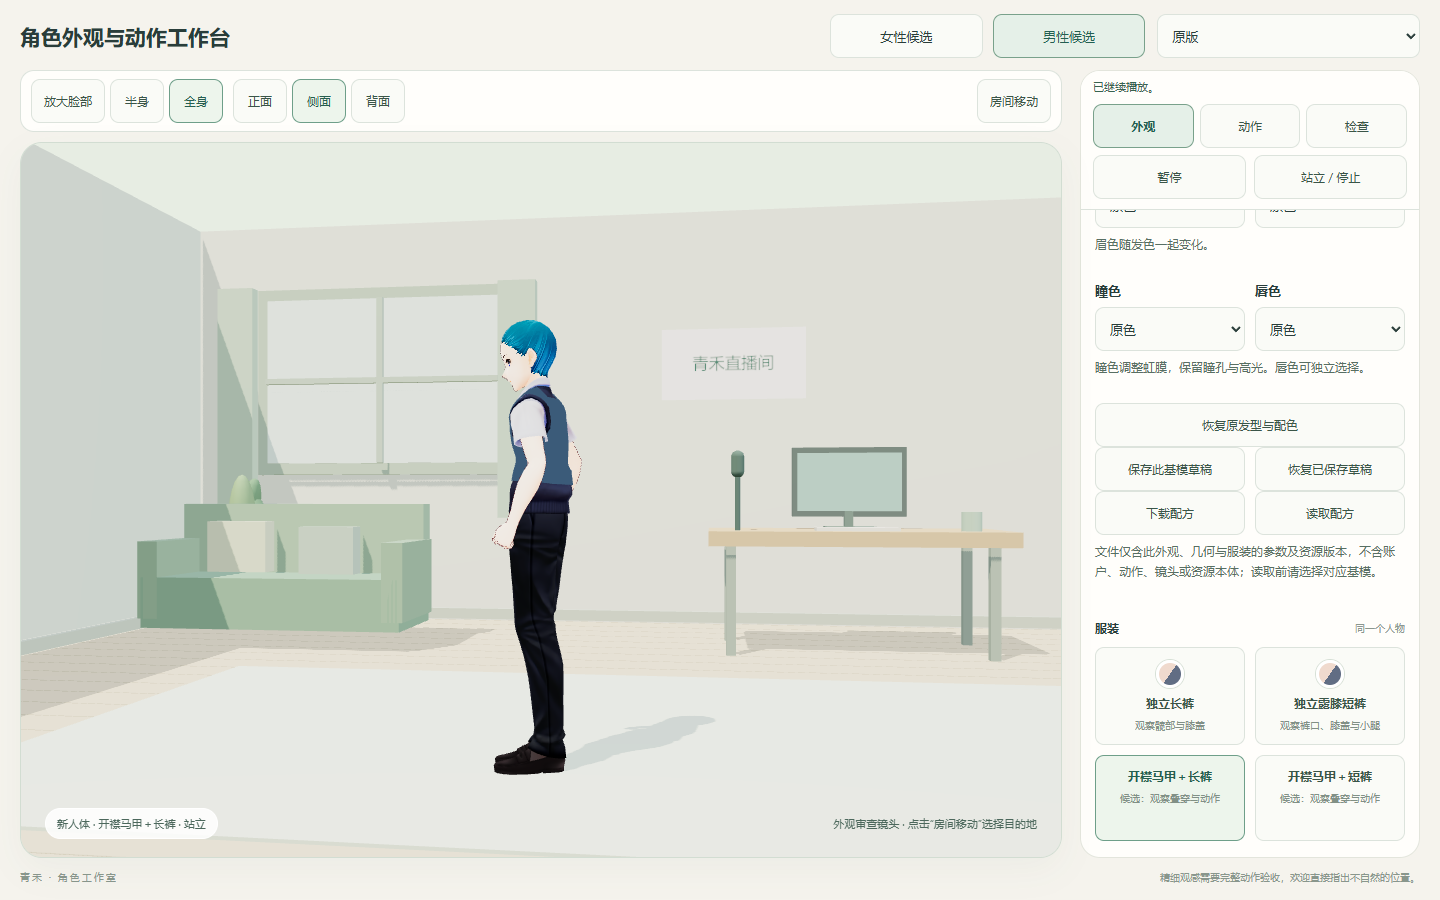 角色外观与动作工作台
女性候选
男性候选
原版
放大脸部
半身
全身
正面
侧面
背面
房间移动
已继续播放。
外观
动作
检查
暂停
站立 / 停止
眉色随发色一起变化。
瞳色
唇色
原色
原色
瞳色调整虹膜，保留瞳孔与高光。唇色可独立选择。
恢复原发型与配色
保存此基模草稿
恢复已保存草稿
下载配方
读取配方
文件仅含此外观、几何与服装的参数及资源版本，不含账
户、动作、镜头或资源本体；读取前请选择对应基模。
服装
同一个人物
独立长裤
观察髋部与膝盖
独立露膝短裤
观察裤口、膝盖与小腿
开襟马甲 + 长裤
候选：观察叠穿与动作
开襟马甲 + 短裤
候选：观察叠穿与动作
青禾直播间
新人体 · 开襟马甲 + 长裤 · 站立
外观审查镜头 · 点击“房间移动”选择目的地
青禾 · 角色工作室
精细观感需要完整动作验收，欢迎直接指出不自然的位置。